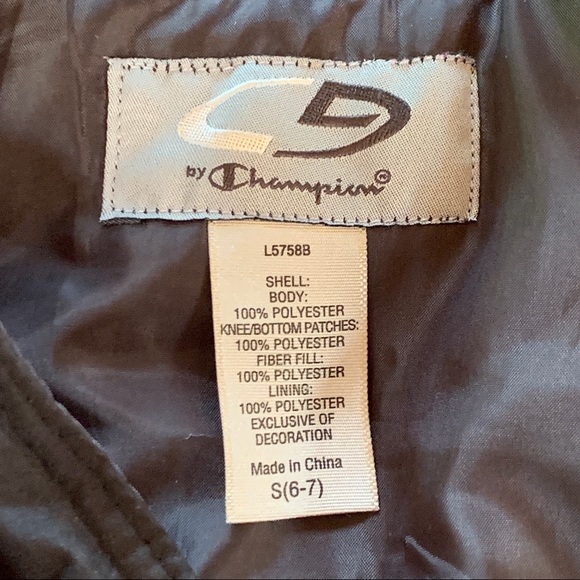 C9
by Champion®
L5758B
SHELL:
BODY:
100% POLYESTER
KNEE/BOTTOM PATCHES:
100% POLYESTER
FIBER FILL:
100% POLYESTER
LINING:
100% POLYESTER
EXCLUSIVE OF
DECORATION
Made in China
S(6-7)